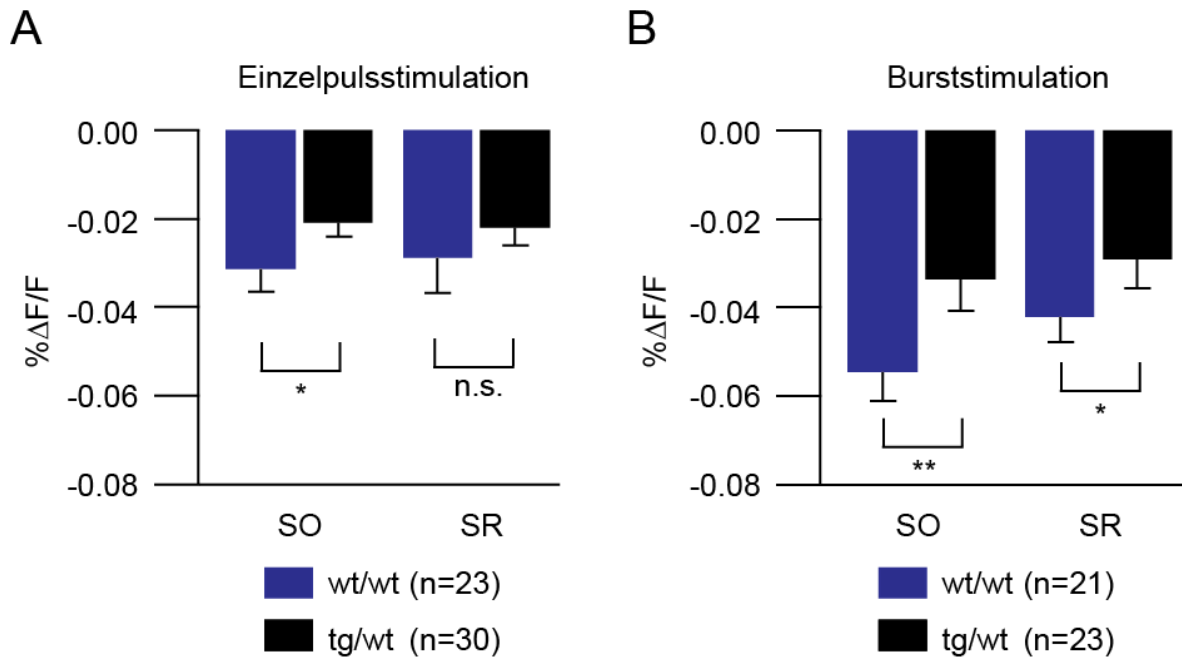 A
Einzelpulsstimulation
%ΔF/F
0.00
-0.02
-0.04
-0.06
-0.08
*
n.s.
SO SR
wt/wt (n=23)
tg/wt (n=30)
B
Burststimulation
%ΔF/F
0.00
-0.02
-0.04
-0.06
-0.08
**
*
SO SR
wt/wt (n=21)
tg/wt (n=23)